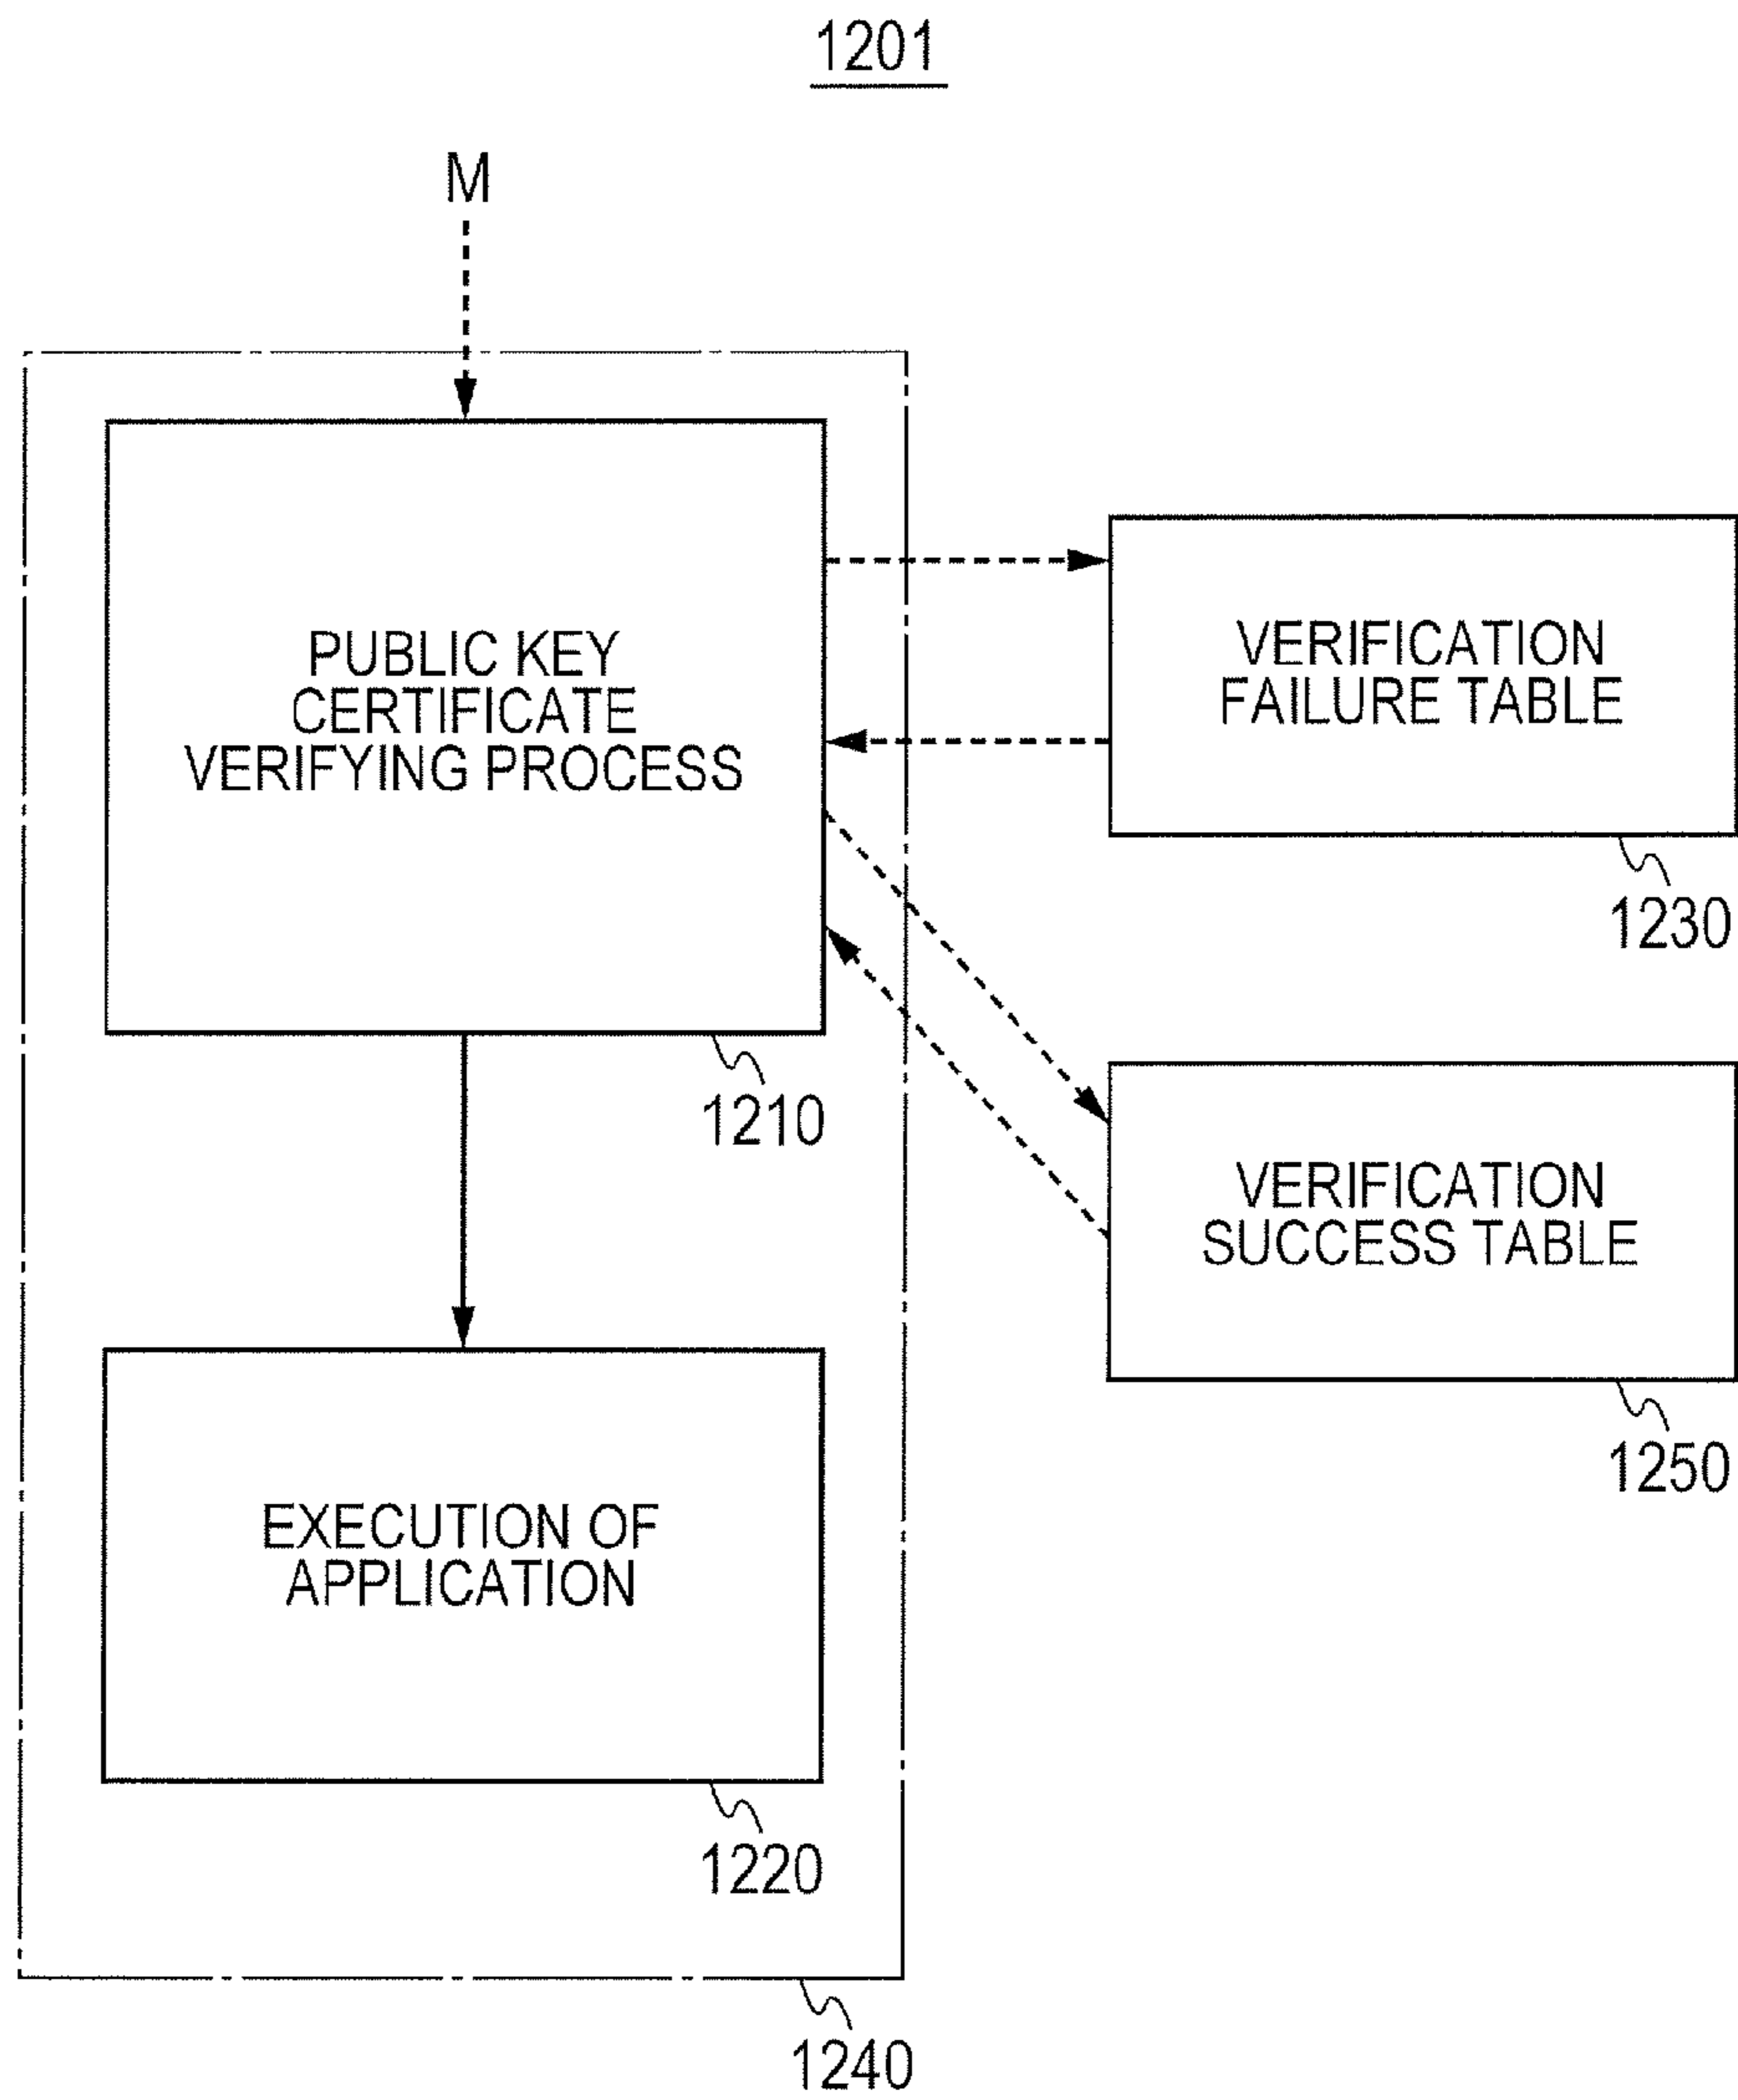 1201
M
PUBLIC KEY
CERTIFICATE
VERIFYING PROCESS
1210
VERIFICATION
FAILURE TABLE
1230
VERIFICATION
SUCCESS TABLE
1250
EXECUTION OF
APPLICATION
1220
1240